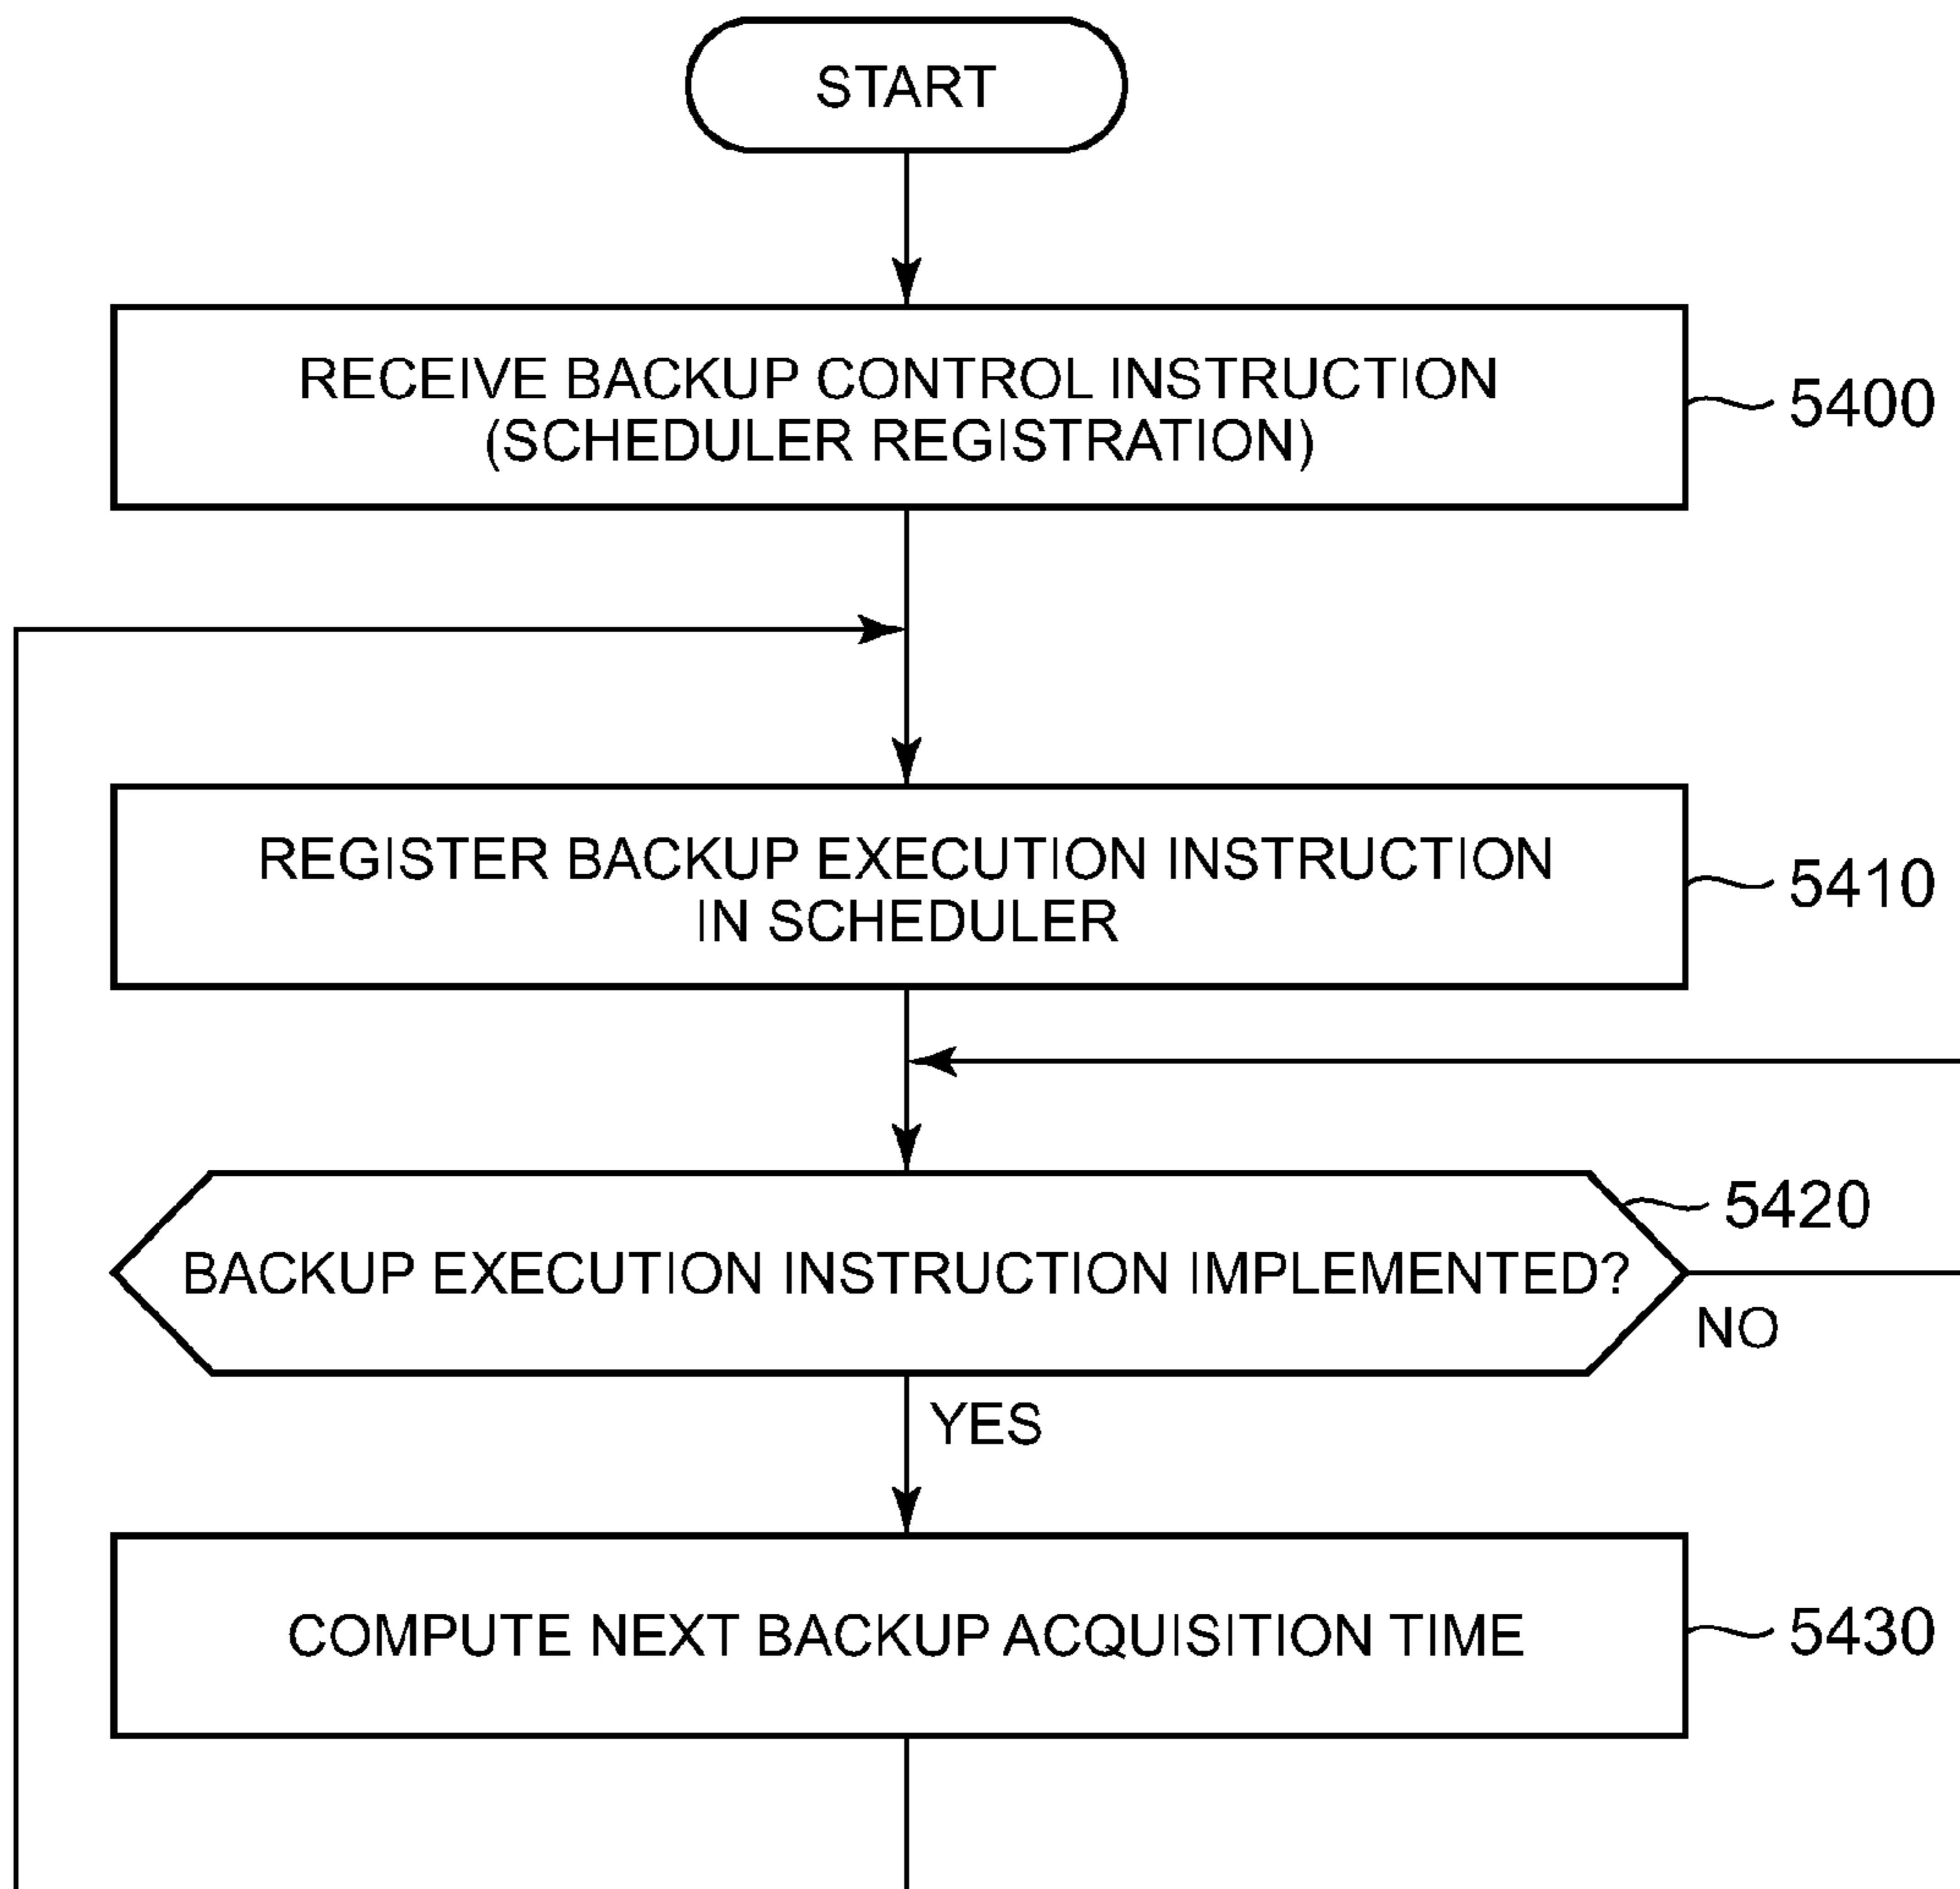 START
RECEIVE BACKUP CONTROL INSTRUCTION
(SCHEDULER REGISTRATION)
5400
REGISTER BACKUP EXECUTION INSTRUCTION
IN SCHEDULER
5410
5420
BACKUP EXECUTION INSTRUCTION IMPLEMENTED?
NO
YES
COMPUTE NEXT BACKUP ACQUISITION TIME
5430